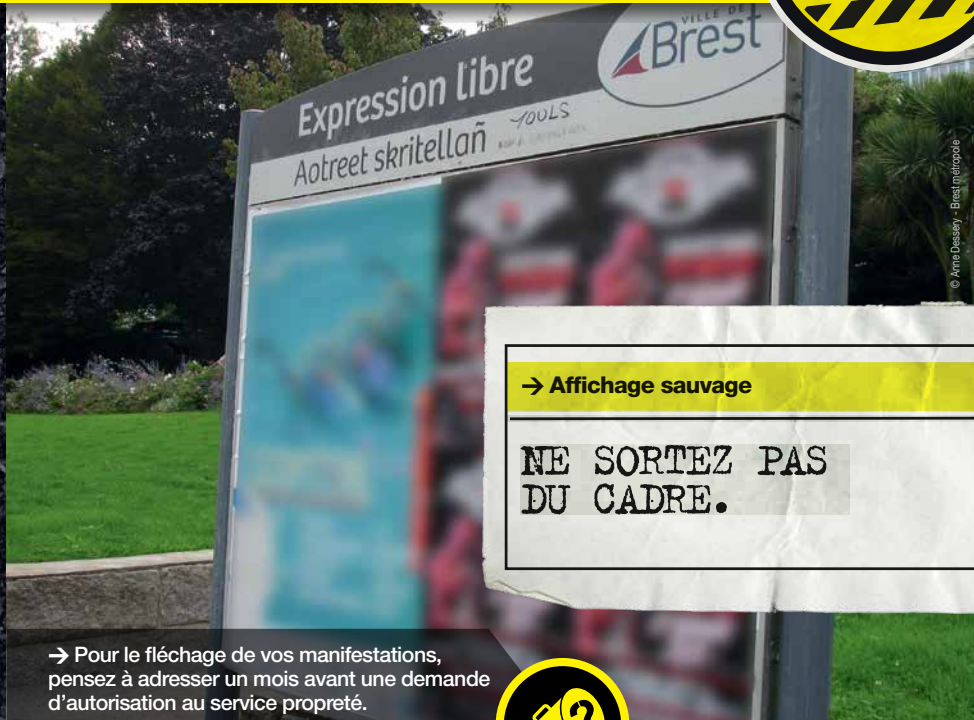 VILLE DE
Brest
Expression libre
Aotreet skritellañ
TOULS
© Anne Dessery - Brest métropole
→ Affichage sauvage
NE SORTEZ PAS
DU CADRE.
→ Pour le fléchage de vos manifestations,
pensez à adresser un mois avant une demande
d'autorisation au service propreté.